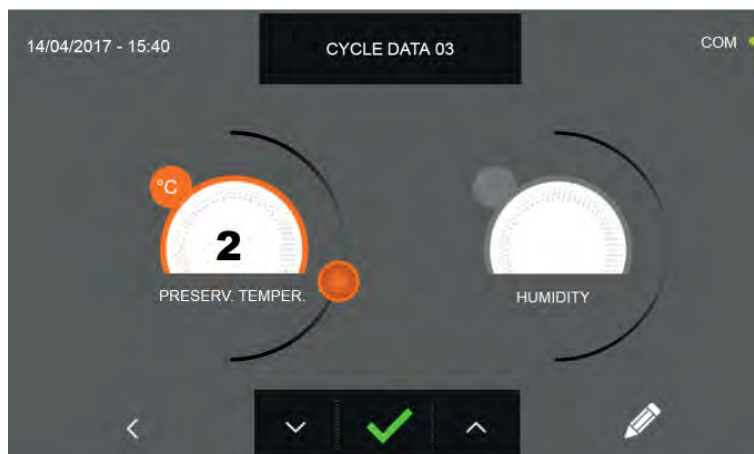 14/04/2017 - 15:40
CYCLE DATA 03
COM
°C
2
PRESERV. TEMPER.
HUMIDITY